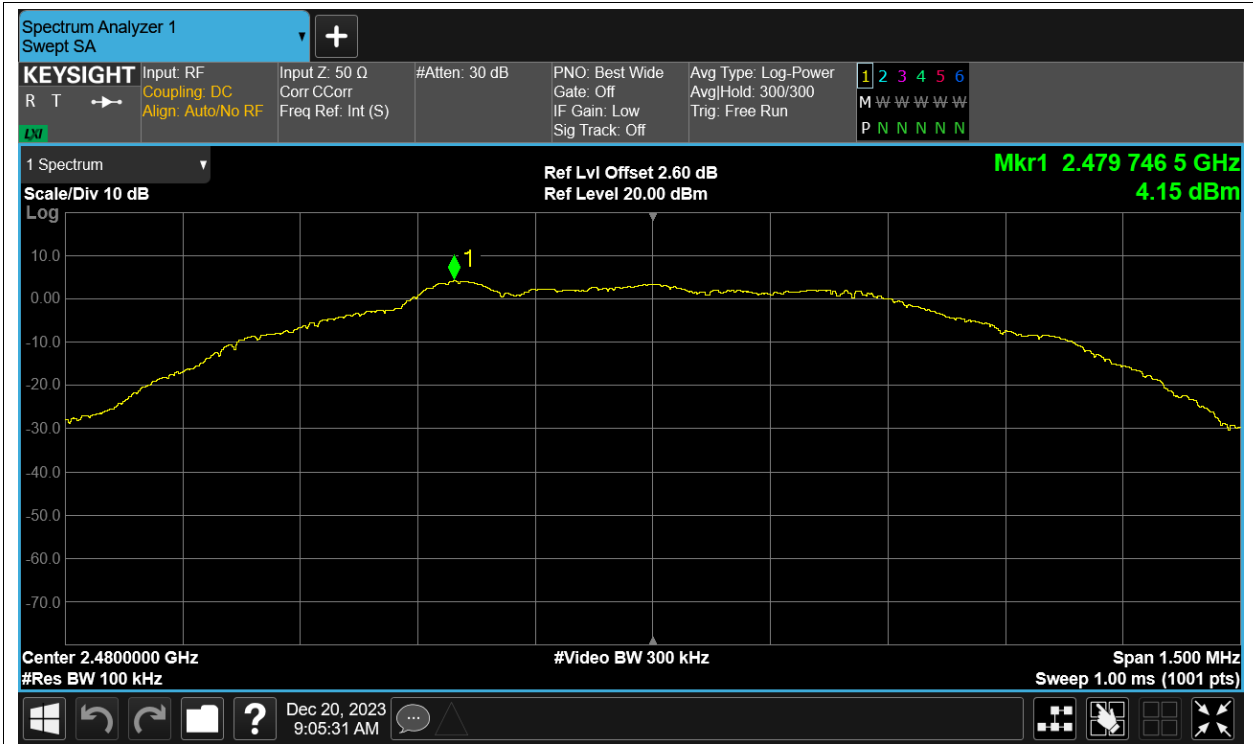 Spectrum Analyzer 1
Swept SA
KEYSIGHT
R T
LXI
Input: RF
Coupling: DC
Align: Auto/No RF
Input Z: 50 Ω
Corr CCorr
Freq Ref: Int (S)
#Atten: 30 dB
PNO: Best Wide
Gate: Off
IF Gain: Low
Sig Track: Off
Avg Type: Log-Power
Avg|Hold: 300/300
Trig: Free Run
1 2 3 4 5 6
M W W W W W
P N N N N N
1 Spectrum
Scale/Div 10 dB
Log
Ref Lvl Offset 2.60 dB
Ref Level 20.00 dBm
Mkr1 2.479 746 5 GHz
4.15 dBm
1
10.0
0.00
-10.0
-20.0
-30.0
-40.0
-50.0
-60.0
-70.0
Center 2.4800000 GHz
#Res BW 100 kHz
#Video BW 300 kHz
Span 1.500 MHz
Sweep 1.00 ms (1001 pts)
?
Dec 20, 2023
9:05:31 AM